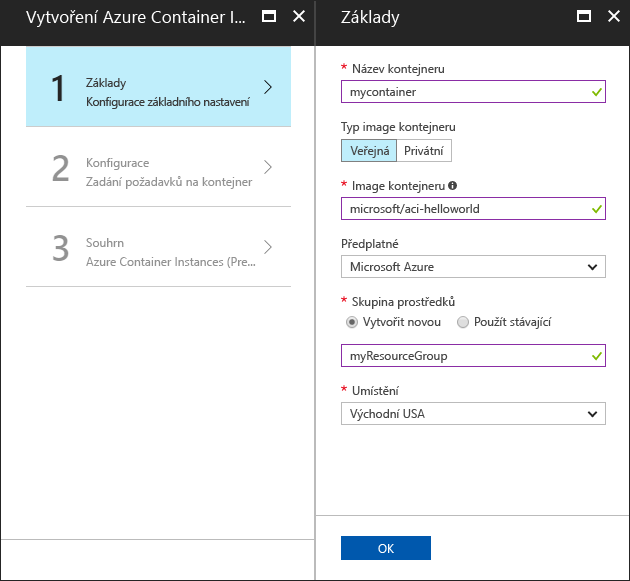 Vytvoření Azure Container I...
1
Základy
Konfigurace základního nastavení
2
Konfigurace
Zadání požadavků na kontejner
3
Souhrn
Azure Container Instances (Pre...
Základy
* Název kontejneru
mycontainer
Typ image kontejneru
Veřejná Privátní
* Image kontejneru
microsoft/aci-helloworld
Předplatné
Microsoft Azure
* Skupina prostředků
Vytvořit novou Použít stávající
myResourceGroup
* Umístění
Východní USA
OK